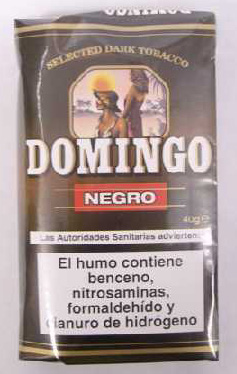 DOMINGO
SELECTED DARK TOBACCO
DOMINGO
NEGRO
40g e
Las Autoridades Sanitarias advierten:
El humo contiene
benceno,
nitrosaminas,
formaldehído y
cianuro de hidrógeno